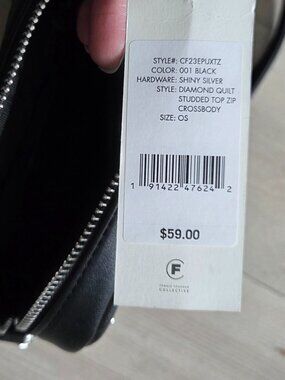 STYLE#: CF23EPUXTZ
COLOR: 001 BLACK
HARDWARE: SHINY SILVER
STYLE: DIAMOND QUILT
STUDDED TOP ZIP
CROSSBODY
SIZE: OS
1 91422 47624 2
$59.00
F
COLLECTIVE